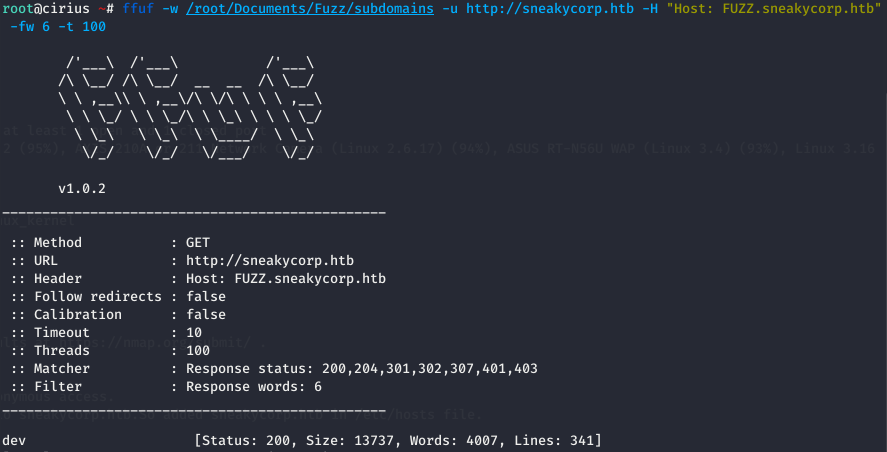 root@cirius ~# ffuf -w /root/Documents/Fuzz/subdomains -u http://sneakycorp.htb -H "Host: FUZZ.sneakycorp.htb"
-fw 6 -t 100
v1.0.2
________________________________________________
:: Method : GET
:: URL : http://sneakycorp.htb
:: Header : Host: FUZZ.sneakycorp.htb
:: Follow redirects : false
:: Calibration : false
:: Timeout : 10
:: Threads : 100
:: Matcher : Response status: 200,204,301,302,307,401,403
:: Filter : Response words: 6
________________________________________________
dev [Status: 200, Size: 13737, Words: 4007, Lines: 341]